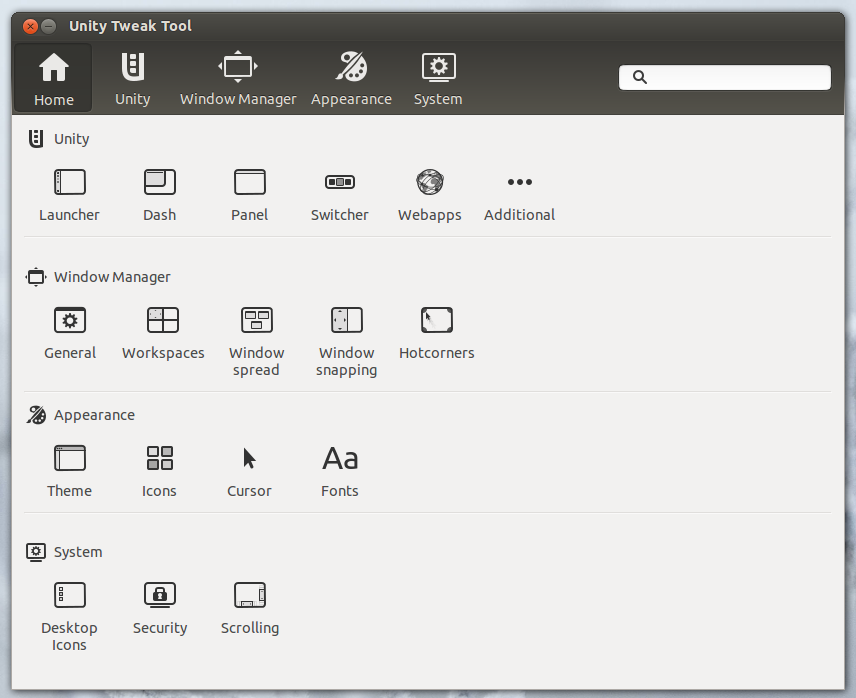 Unity Tweak Tool
Home Unity Window Manager Appearance System
Unity
Launcher Dash Panel Switcher Webapps Additional
Window Manager
General Workspaces Window spread Window snapping Hotcorners
Appearance
Aa
Theme Icons Cursor Fonts
System
Desktop Icons Security Scrolling